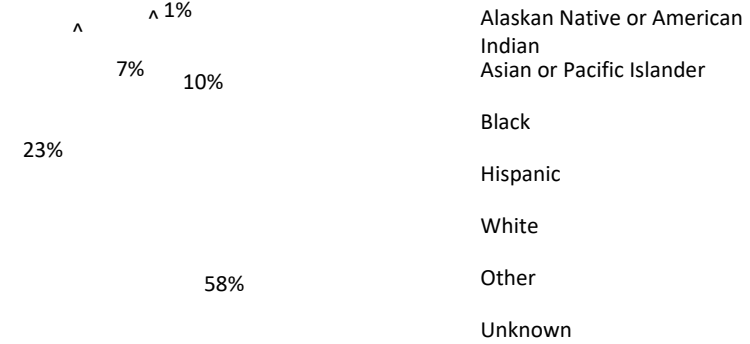 ^ 1%
^
7%
10%
23%
58%
Alaskan Native or American
Indian
Asian or Pacific Islander
Black
Hispanic
White
Other
Unknown